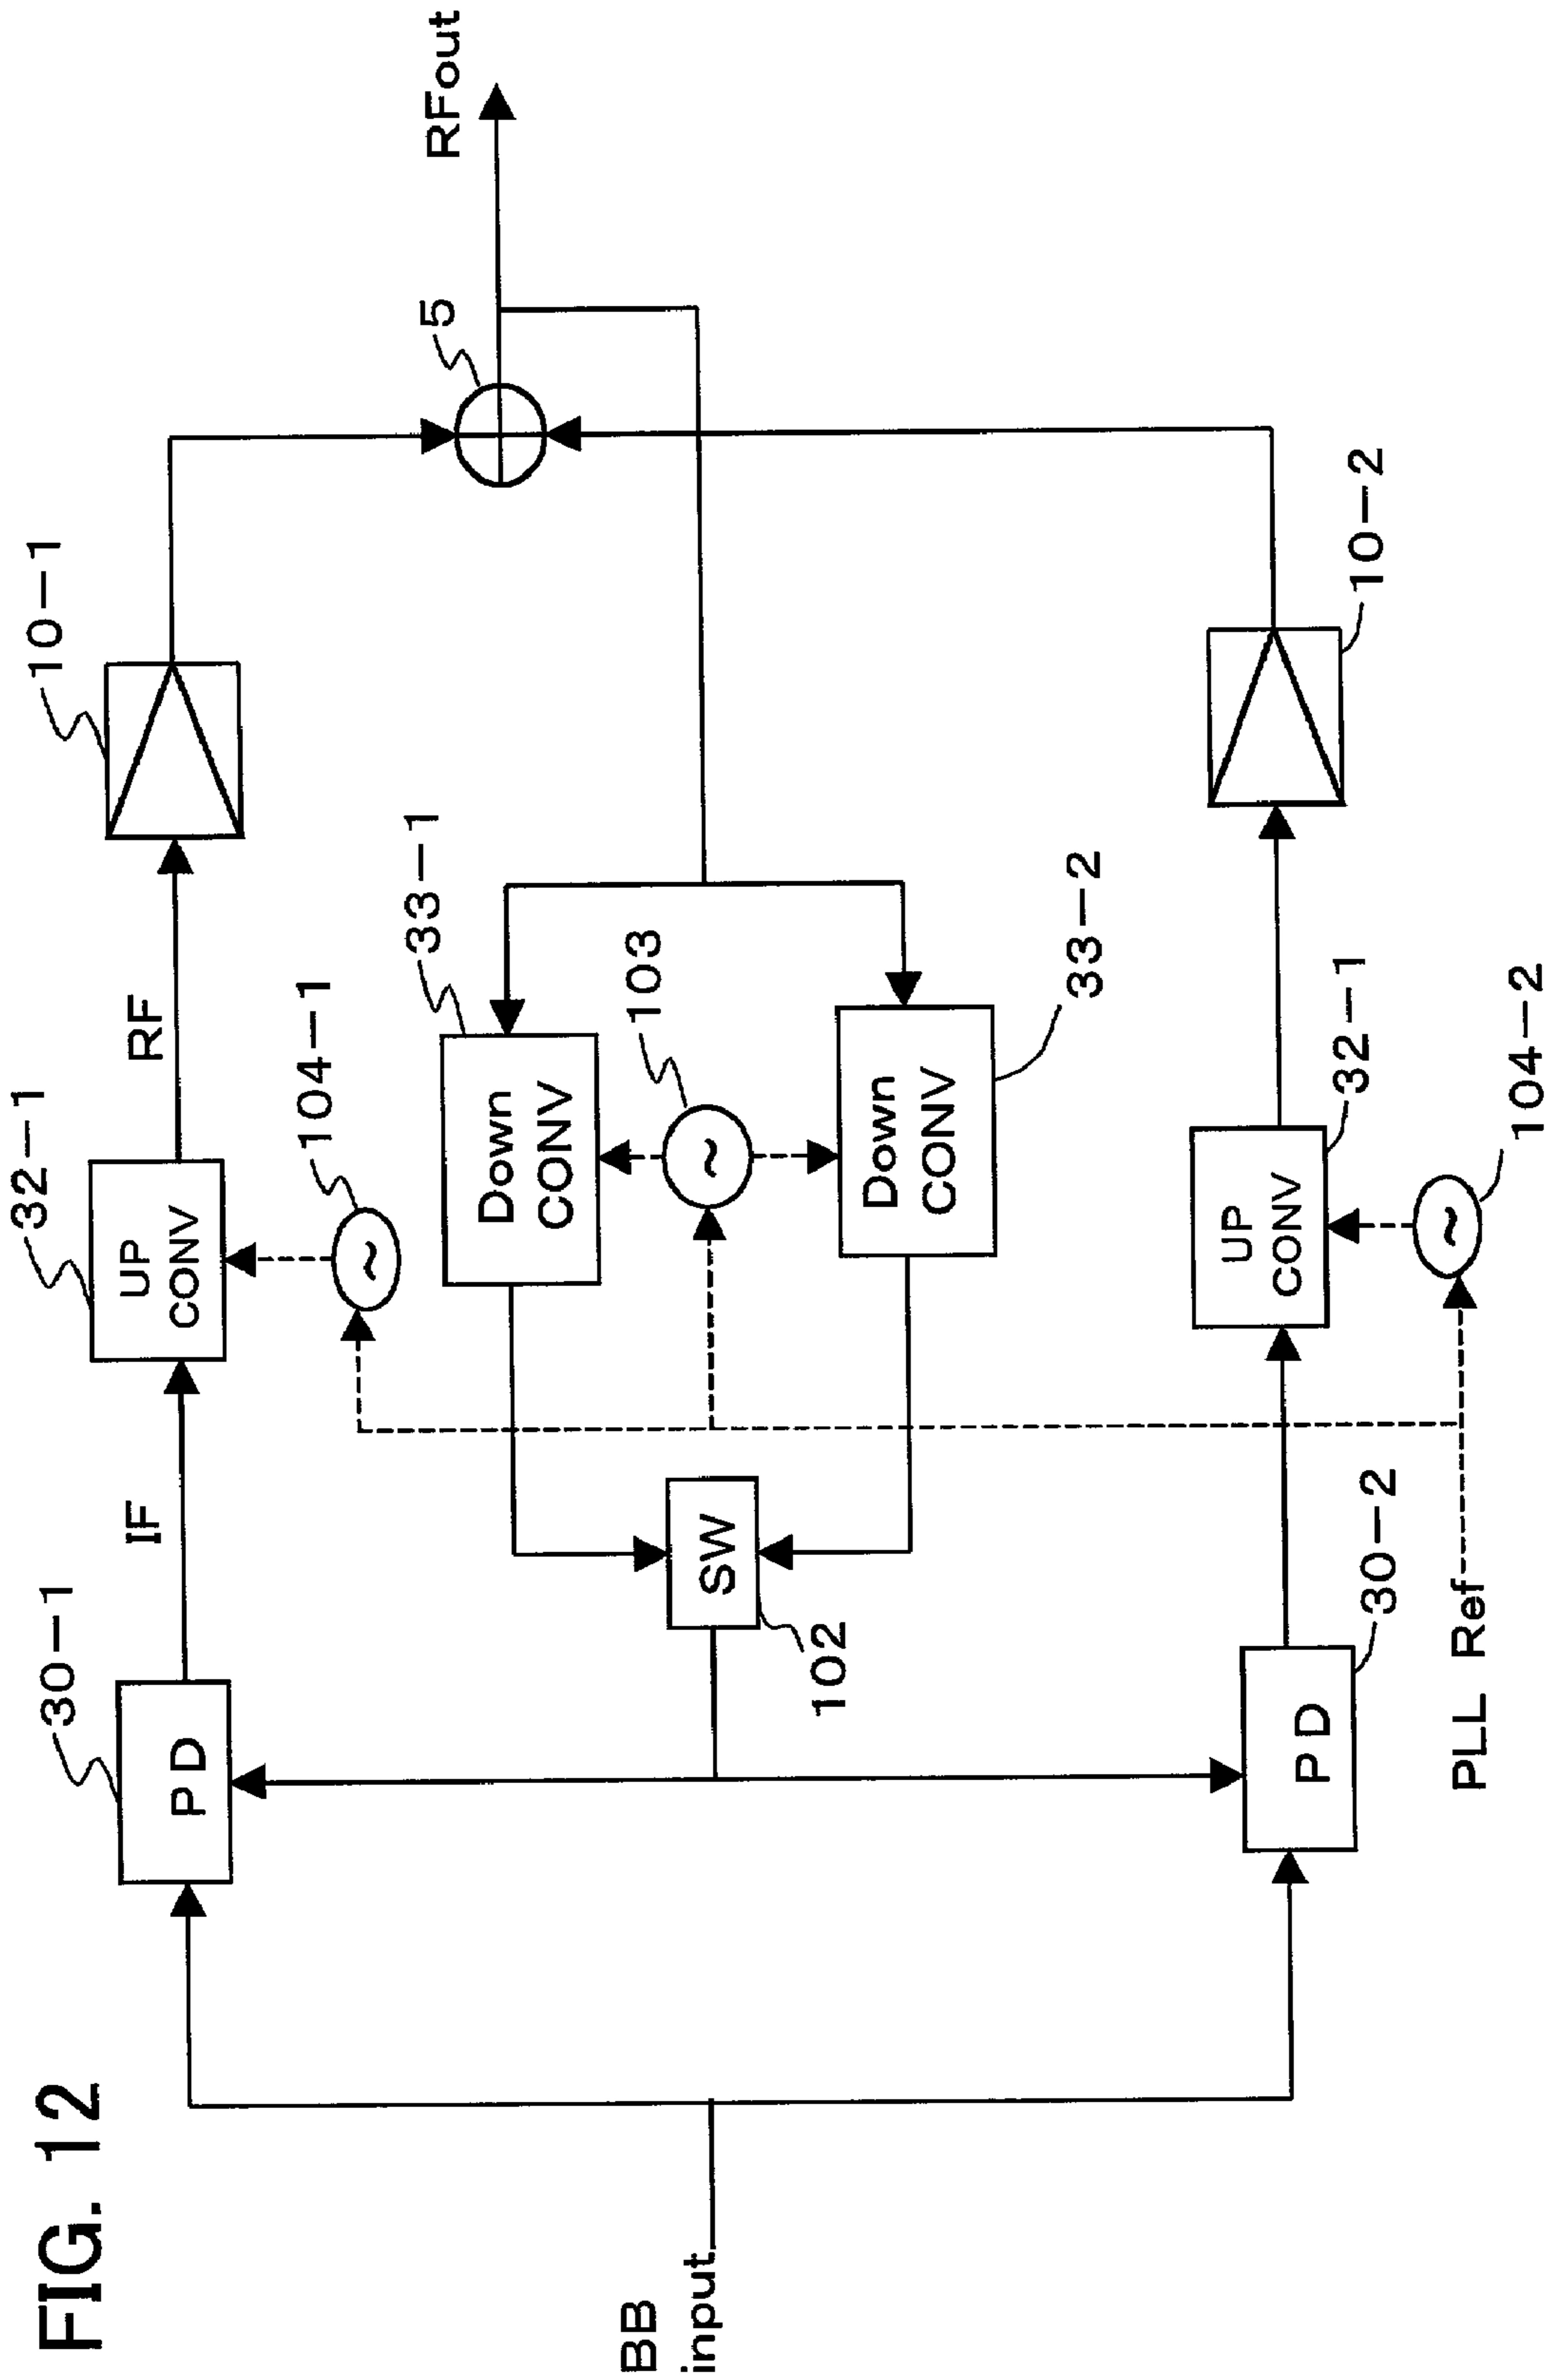 FIG. 12
BB
input
30-1
PD
IF
32-1
UP
CONV
RF
104-1
~
10-1
5
RFout
33-1
Down
CONV
SW
102
103
~
Down
CONV
33-2
PD
30-2
UP
CONV
32-1
10-2
PLL Ref
~
104-2